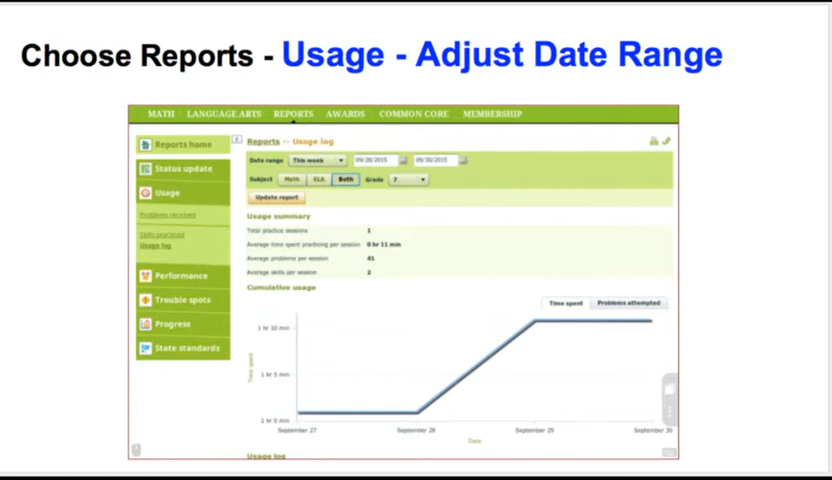 Choose Reports - Usage - Adjust Date Range
MATH LANGUAGE ARTS REPORTS AWARDS COMMON CORE MEMBERSHIP
Reports home
Status update
Usage
Problems received
Skills practiced
Usage log
Performance
Trouble spots
Progress
State standards
Reports — Usage log
Date range This week 09/26/2015 09/30/2015
Subject Math ELA Both Grade 7
Update report
Usage summary
Total practice sessions 1
Average time spent practicing per session 0 hr 11 min
Average problems per session 41
Average skills per session 2
Cumulative usage
Time spent Problems attempted
1 hr 10 min
1 hr 5 min
1 hr 0 min
Time spent
September 27 September 28 September 29 September 30
Date
Usage log